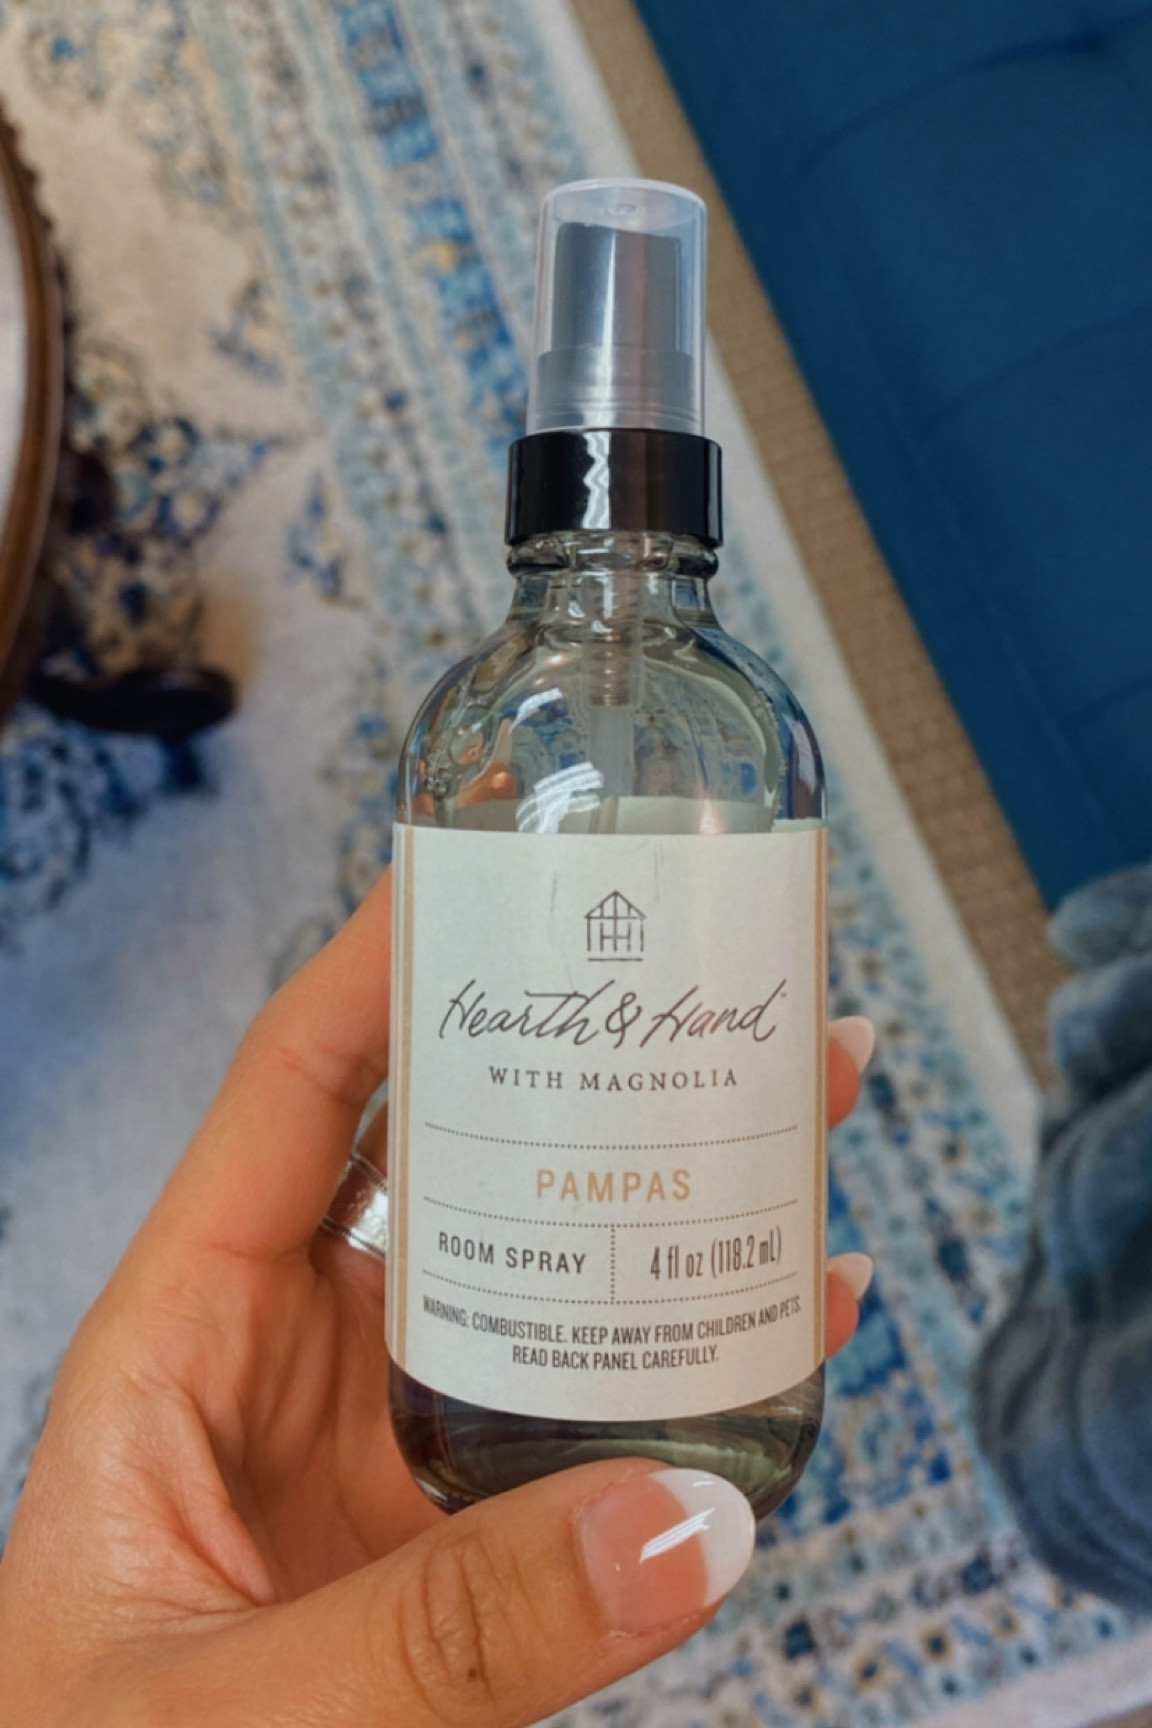 Hearth & Hand™
WITH MAGNOLIA
PAMPAS
ROOM SPRAY
4 fl oz (118.2 mL)
WARNING: COMBUSTIBLE. KEEP AWAY FROM CHILDREN AND PETS.
READ BACK PANEL CAREFULLY.